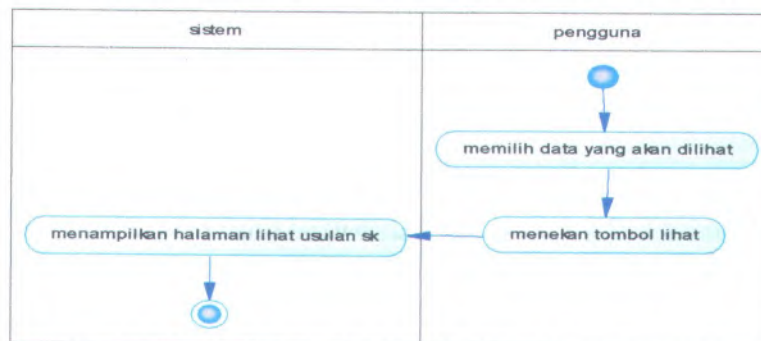 sistem
pengguna
memilih data yang akan dilihat
menekan tombol lihat
menampilkan halaman lihat usulan sk